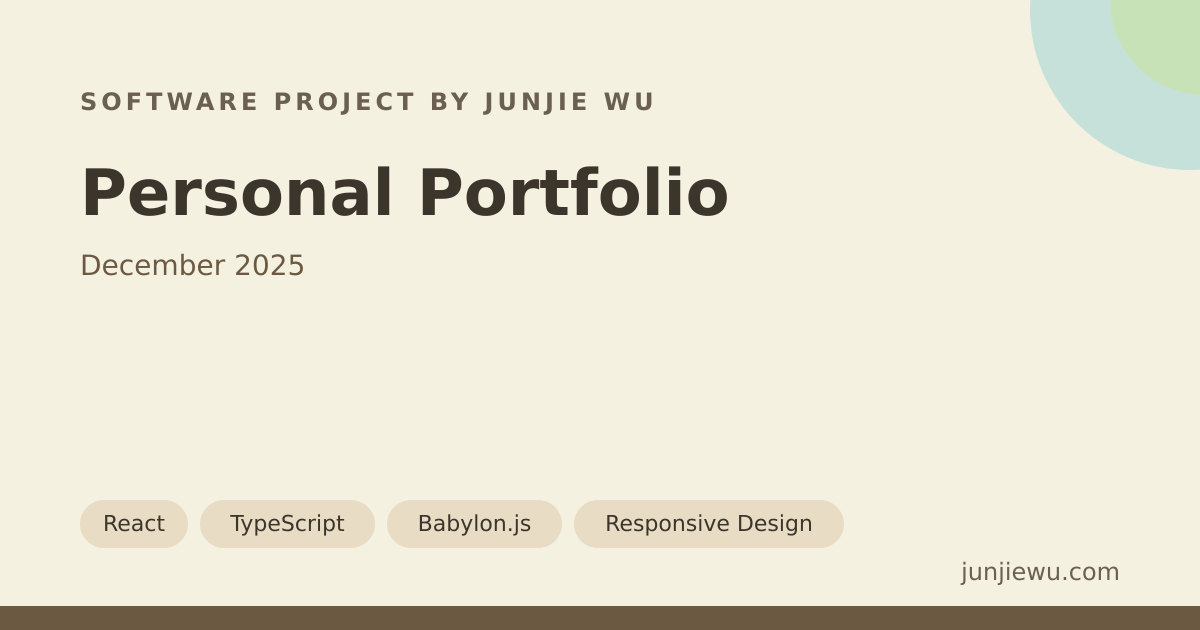 SOFTWARE PROJECT BY JUNJIE WU
Personal Portfolio
December 2025
React TypeScript Babylon.js Responsive Design
junjiewu.com